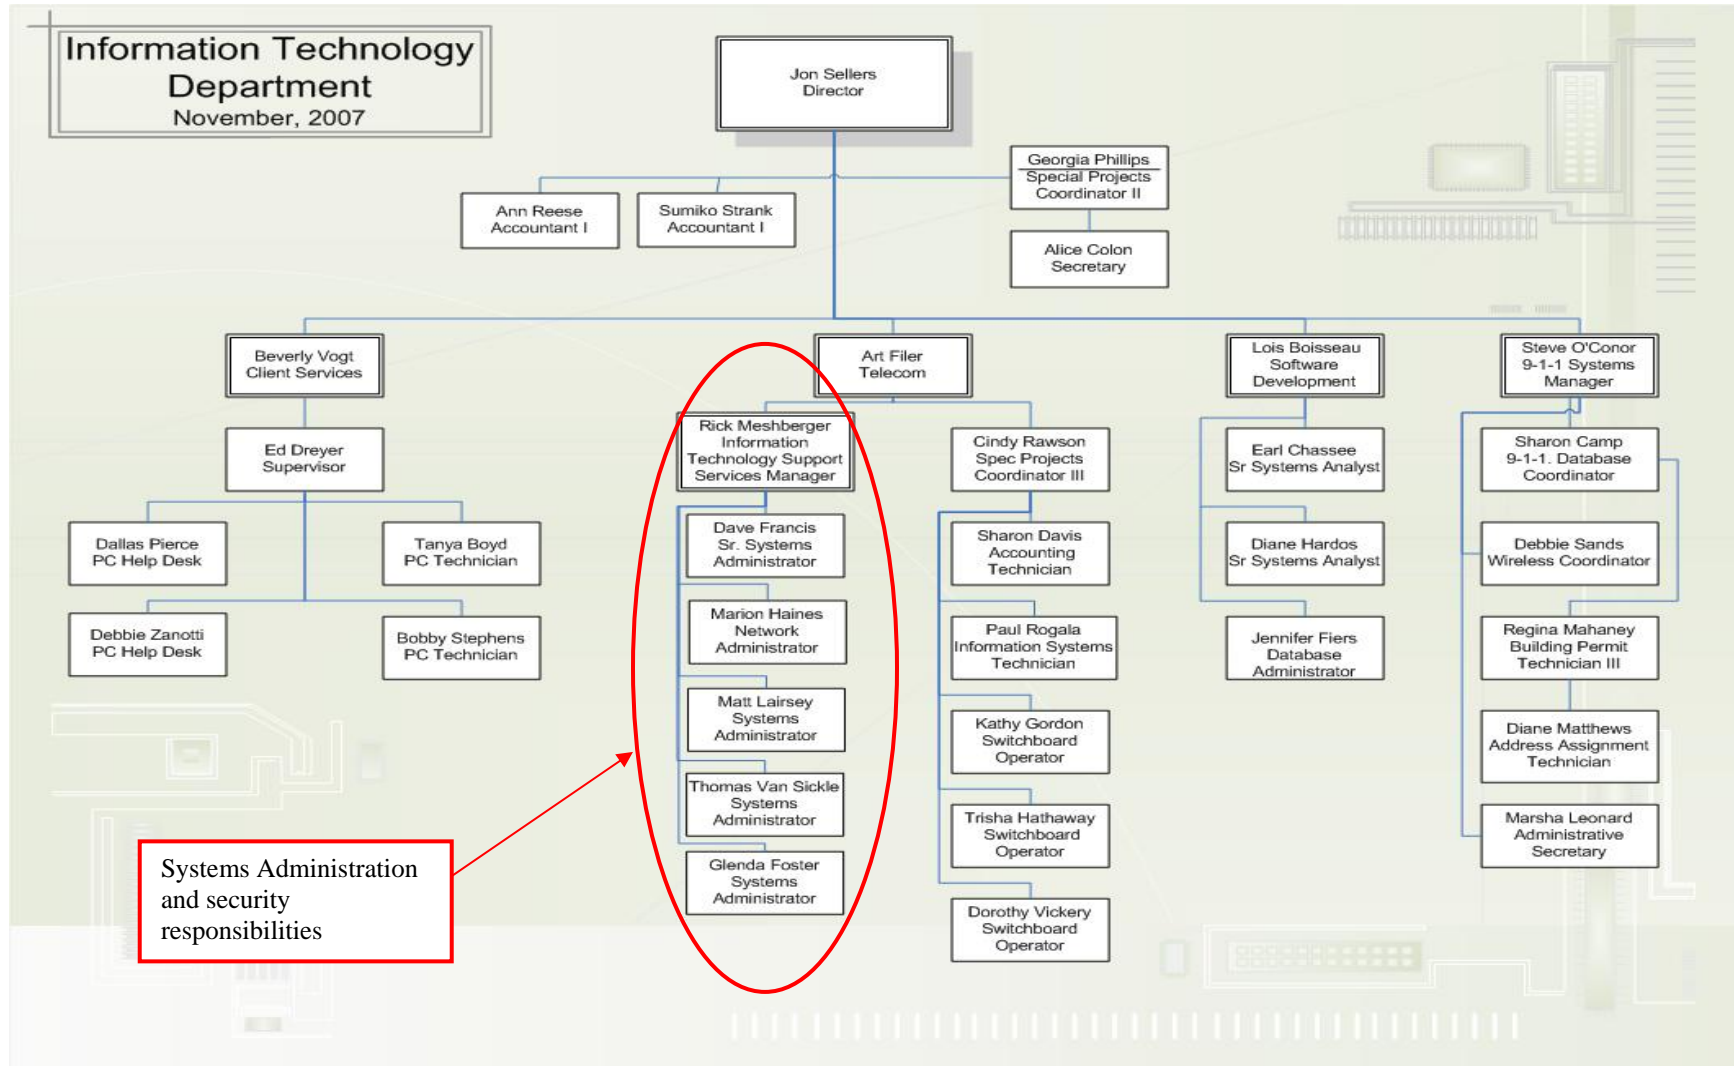 Information Technology
Department
November, 2007
Jon Sellers
Director
Georgia Phillips
Special Projects
Coordinator II
Ann Reese
Accountant I
Sumiko Strank
Accountant I
Alice Colon
Secretary
Beverly Vogt
Client Services
Art Filer
Telecom
Lois Boisseau
Software
Development
Steve O'Conor
9-1-1 Systems
Manager
Ed Dreyer
Supervisor
Dallas Pierce
PC Help Desk
Tanya Boyd
PC Technician
Debbie Zanotti
PC Help Desk
Bobby Stephens
PC Technician
Rick Meshberger
Information
Technology Support
Services Manager
Dave Francis
Sr. Systems
Administrator
Marion Haines
Network
Administrator
Matt Lairsey
Systems
Administrator
Thomas Van Sickle
Systems
Administrator
Glenda Foster
Systems
Administrator
Cindy Rawson
Spec Projects
Coordinator III
Sharon Davis
Accounting
Technician
Paul Rogala
Information Systems
Technician
Kathy Gordon
Switchboard
Operator
Trisha Hathaway
Switchboard
Operator
Dorothy Vickery
Switchboard
Operator
Earl Chassee
Sr Systems Analyst
Diane Hardos
Sr Systems Analyst
Jennifer Fiers
Database
Administrator
Sharon Camp
9-1-1. Database
Coordinator
Debbie Sands
Wireless Coordinator
Regina Mahaney
Building Permit
Technician III
Diane Matthews
Address Assignment
Technician
Marsha Leonard
Administrative
Secretary
Systems Administration
and security
responsibilities